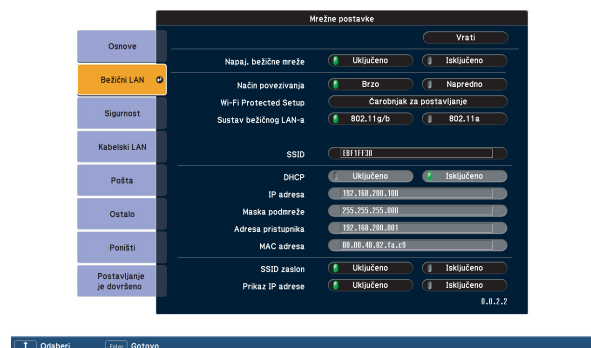 Mrežne postavke
Vrati
Osnove
Bežični LAN
Sigurnost
Kabelski LAN
Pošta
Ostalo
Poništi
Postavljanje
je dovršeno
Napaj. bežične mreže Uključeno Isključeno
Način povezivanja Brzo Napredno
Wi-Fi Protected Setup Čarobnjak za postavljanje
Sustav bežičnog LAN-a 802.11g/b 802.11a
SSID EBF1FF3D
DHCP Uključeno Isključeno
IP adresa 192.168.200.100
Maska podmreže 255.255.255.000
Adresa pristupnika 192.168.200.001
MAC adresa 00.00.48.02.fa.c9
SSID zaslon Uključeno Isključeno
Prikaz IP adrese Uključeno Isključeno
0.0.2.2
Odaberi Enter Gotovo